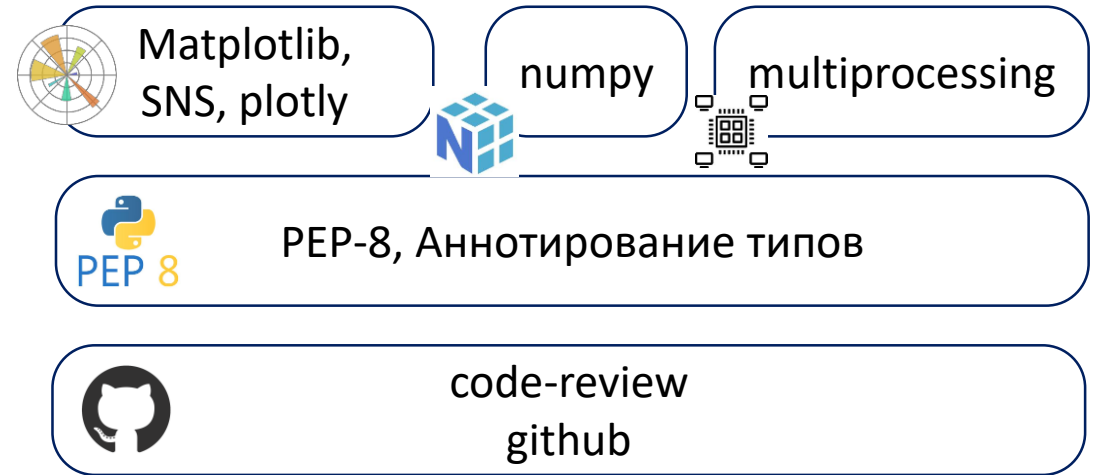 Matplotlib,
SNS, plotly
numpy
multiprocessing
N
PEP 8
PEP-8, Аннотирование типов
code-review
github